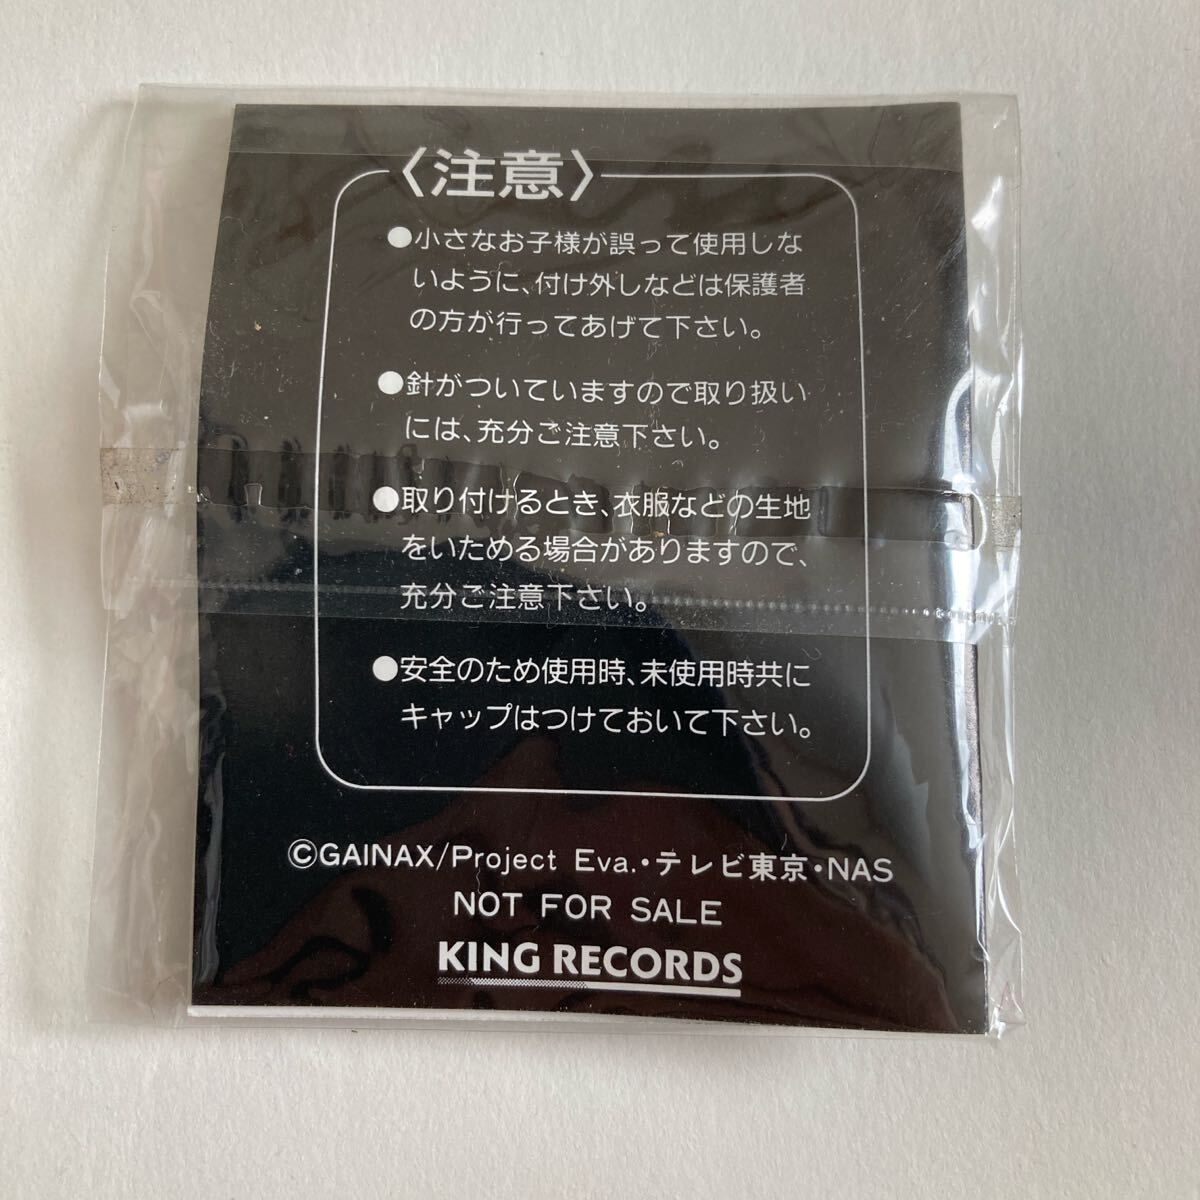 〈注意〉
●小さなお子様が誤って使用しな
いように、付け外しなどは保護者
の方が行ってあげて下さい。
●針がついていますので取り扱い
には、充分ご注意下さい。
●取り付けるとき、衣服などの生地
をいためる場合がありますので、
充分ご注意下さい。
●安全のため使用時、未使用時共に
キャップはつけておいて下さい。
©GAINAX/Project Eva.・テレビ東京・NAS
NOT FOR SALE
KING RECORDS